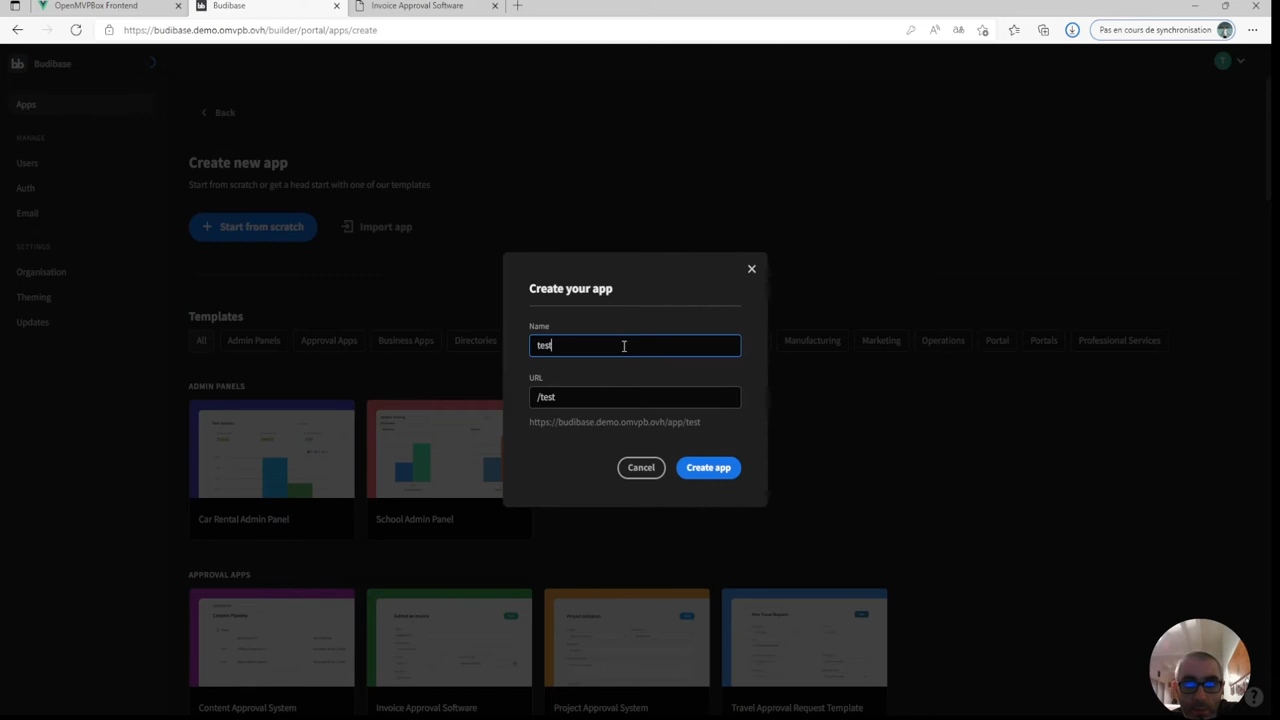 OpenMVPBox Frontend
Budibase
Invoice Approval Software
https://budibase.demo.omvpb.ovh/builder/portal/apps/create
Pas en cours de synchronisation
bb Budibase
T
Apps
Back
MANAGE
Users
Auth
Email
SETTINGS
Organisation
Theming
Updates
Create new app
Start from scratch or get a head start with one of our templates
+ Start from scratch
Import app
Create your app
Name
test
URL
/test
https://budibase.demo.omvpb.ovh/app/test
Cancel
Create app
Templates
All
Admin Panels
Approval Apps
Business Apps
Directories
Manufacturing
Marketing
Operations
Portal
Portals
Professional Services
ADMIN PANELS
Car Rental Admin Panel
School Admin Panel
APPROVAL APPS
Submit an invoice
Content Approval System
Invoice Approval Software
Project Approval System
Travel Approval Request Template